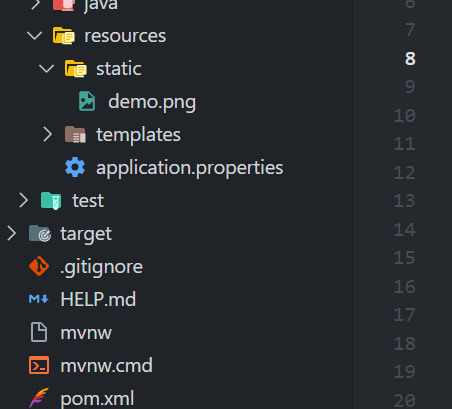 java
resources
static
demo.png
templates
application.properties
test
target
.gitignore
HELP.md
mvnw
mvnw.cmd
pom.xml
6
7
8
9
10
11
12
13
14
15
16
17
18
19
20